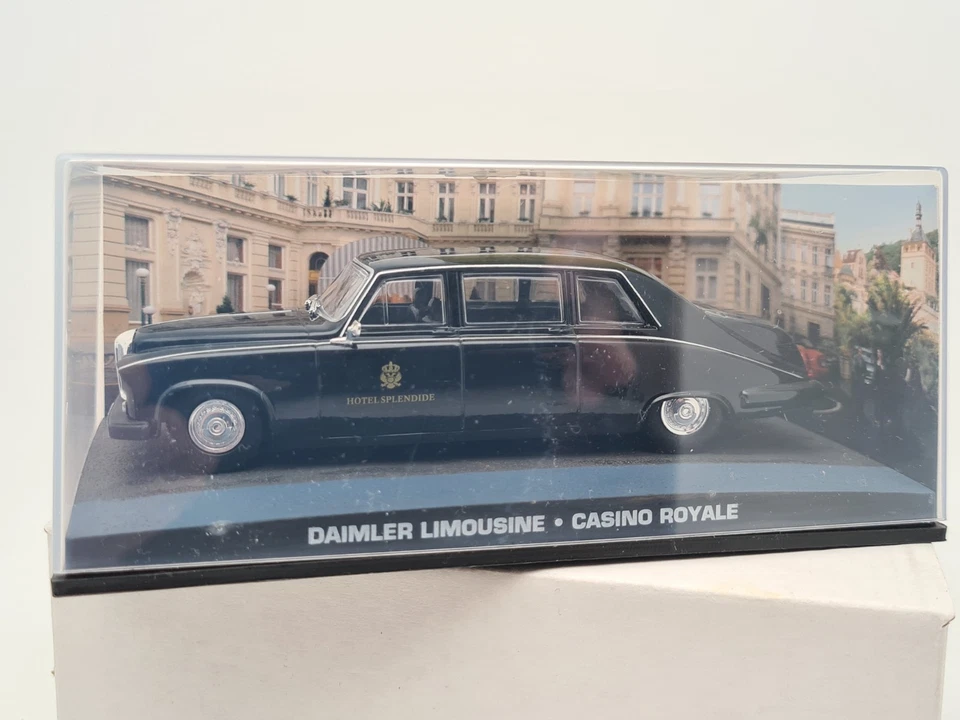 HOTEL SPLENDIDE
DAIMLER LIMOUSINE • CASINO ROYALE